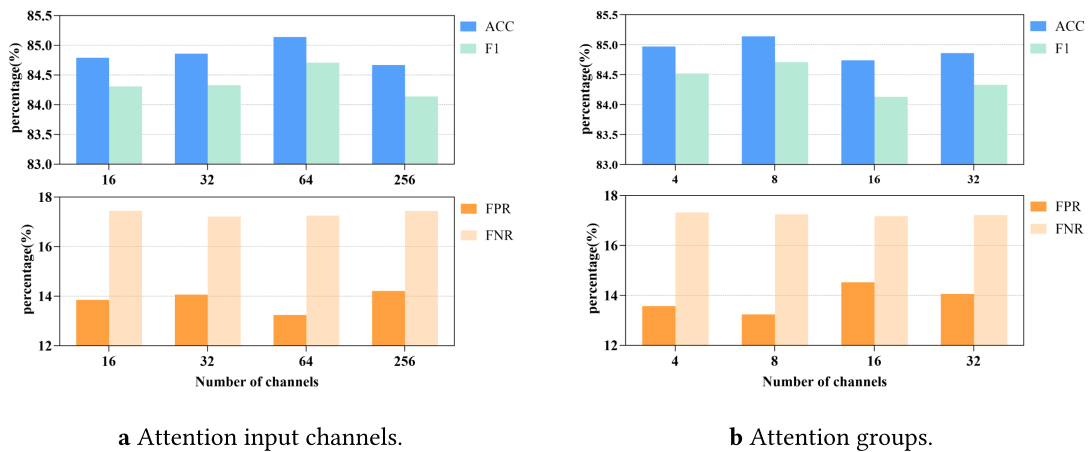 85.5
85.0
84.5
84.0
83.5
83.0
percentage(%)
16 32 64 256
ACC
F1
18
16
14
12
percentage(%)
16 32 64 256
Number of channels
FPR
FNR
a Attention input channels.
85.5
85.0
84.5
84.0
83.5
83.0
percentage(%)
4 8 16 32
ACC
F1
18
16
14
12
percentage(%)
4 8 16 32
Number of channels
FPR
FNR
b Attention groups.